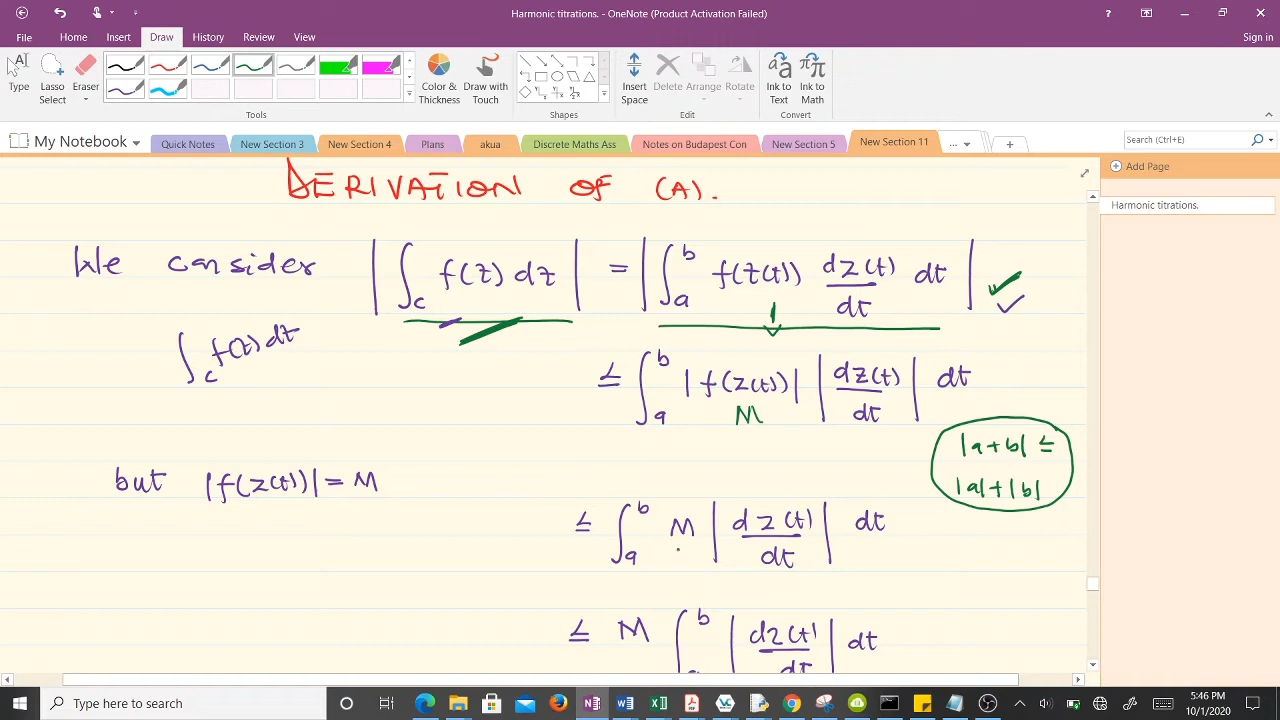 Harmonic titrations. - OneNote (Product Activation Failed)
File Home Insert Draw History Review View Sign in
Type Lasso Select Eraser Color & Thickness Draw with Touch Insert Space Delete Arrange Rotate Ink to Text Ink to Math
Tools Shapes Edit Convert
My Notebook Quick Notes New Section 3 New Section 4 Plans akua Discrete Maths Ass Notes on Budapest Con New Section 5 New Section 11 ... Search (Ctrl+E)
Add Page
Harmonic titrations.
DERIVATION OF (A).
We consider |∫_c f(z) dz| = |∫_a^b f(z(t)) dz(t)/dt dt|
∫_c f(z) dt
≤ ∫_a^b |f(z(t))| |dz(t)/dt| dt
M
|a+b| ≤
|a|+|b|
but |f(z(t))| = M
≤ ∫_a^b M |dz(t)/dt| dt
≤ M ∫_a^b |dz(t)/dt| dt
Type here to search
5:46 PM
10/1/2020